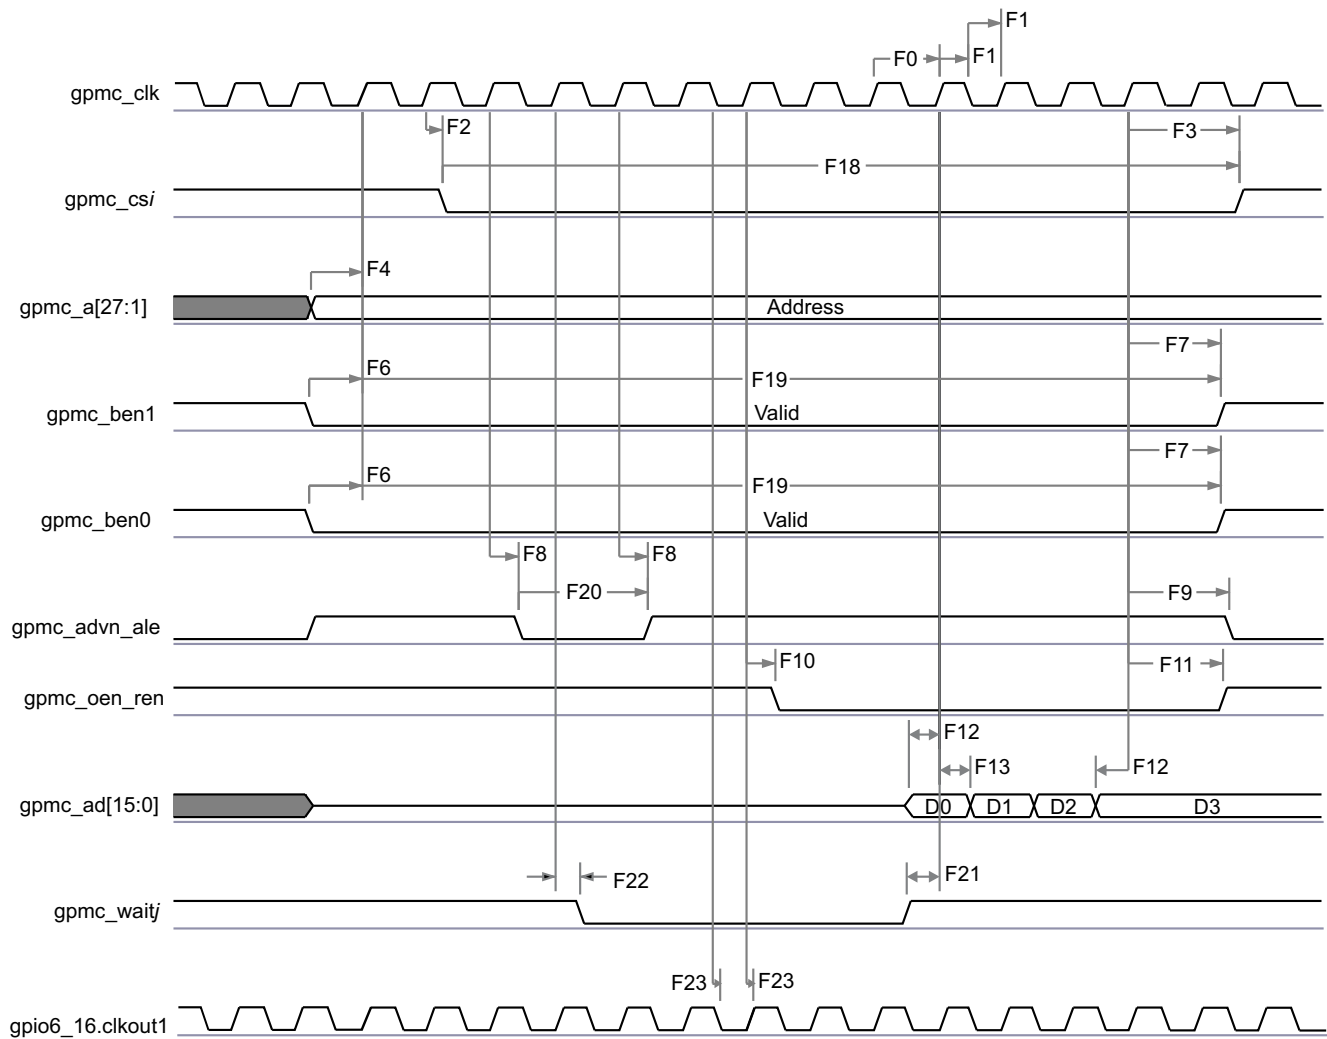 F1
F0
F1
gpmc_clk
F2
F3
F18
gpmc_csi
F4
gpmc_a[27:1]
Address
F7
F6
F19
gpmc_ben1
Valid
F7
F6
F19
gpmc_ben0
Valid
F8
F8
F20
F9
gpmc_advn_ale
F10
F11
gpmc_oen_ren
F12
F13
F12
gpmc_ad[15:0]
D0
D1
D2
D3
F22
F21
gpmc_waitj
F23
F23
gpio6_16.clkout1